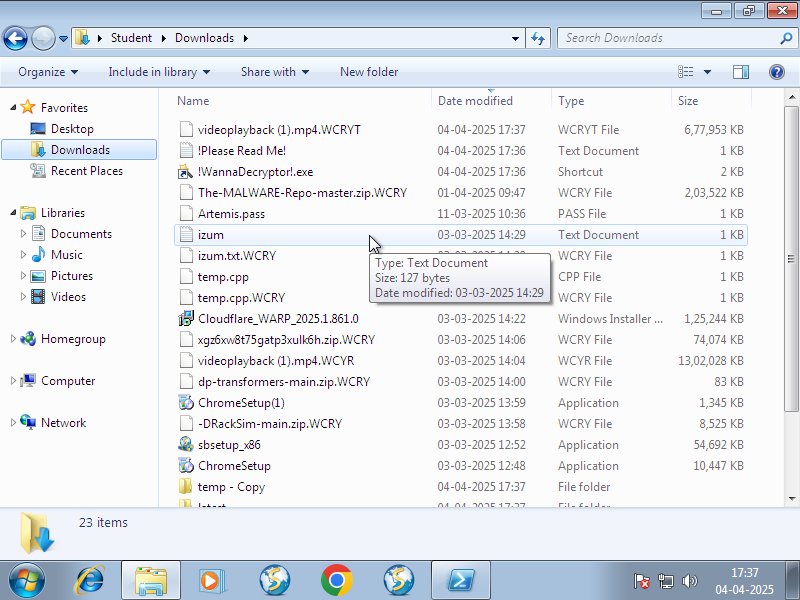 Student
Downloads
Search Downloads
Organize
Include in library
Share with
New folder
Favorites
Desktop
Downloads
Recent Places
Libraries
Documents
Music
Pictures
Videos
Homegroup
Computer
Network
Name Date modified Type Size
videoplayback (1).mp4.WCRYT 04-04-2025 17:37 WCRYT File 6,77,953 KB
!Please Read Me! 04-04-2025 17:36 Text Document 1 KB
!WannaDecryptor!.exe 04-04-2025 17:36 Shortcut 2 KB
The-MALWARE-Repo-master.zip.WCRY 01-04-2025 09:47 WCRY File 2,03,522 KB
Artemis.pass 11-03-2025 10:36 PASS File 1 KB
izum 03-03-2025 14:29 Text Document 1 KB
izum.txt.WCRY WCRY File 1 KB
temp.cpp CPP File 1 KB
temp.cpp.WCRY WCRY File 1 KB
Type: Text Document
Size: 127 bytes
Date modified: 03-03-2025 14:29
Cloudflare_WARP_2025.1.861.0 03-03-2025 14:22 Windows Installer ... 1,25,244 KB
xgz6xw8t75gatp3xulk6h.zip.WCRY 03-03-2025 14:06 WCRY File 74,074 KB
videoplayback (1).mp4.WCYR 03-03-2025 14:04 WCYR File 13,02,028 KB
dp-transformers-main.zip.WCRY 03-03-2025 14:00 WCRY File 83 KB
ChromeSetup(1) 03-03-2025 13:59 Application 1,345 KB
-DRackSim-main.zip.WCRY 03-03-2025 13:58 WCRY File 8,525 KB
sbsetup_x86 03-03-2025 12:52 Application 54,692 KB
ChromeSetup 03-03-2025 12:48 Application 10,447 KB
temp - Copy 04-04-2025 17:37 File folder
23 items
17:37
04-04-2025